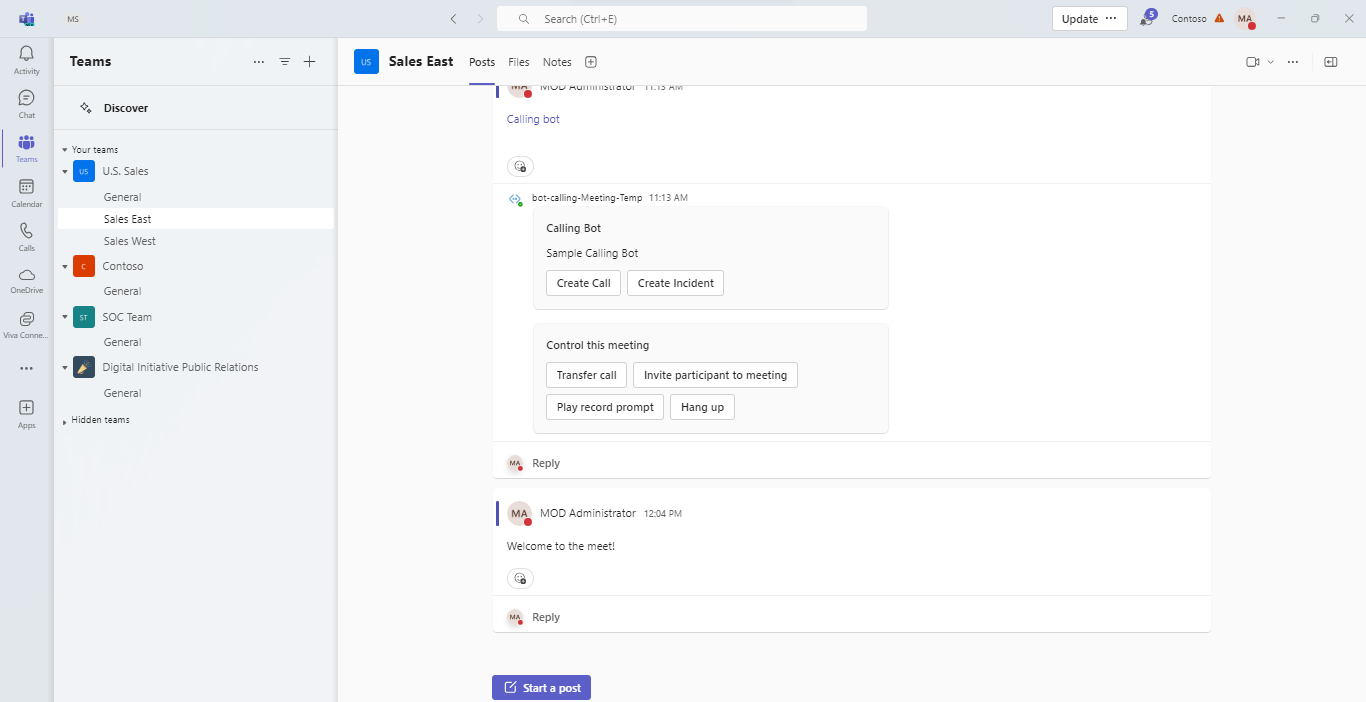 MS
Search (Ctrl+E)
Update ...
5
Contoso
MA
Activity
Chat
Teams
Calendar
Calls
OneDrive
Viva Conne...
Apps
Teams
Discover
Your teams
US U.S. Sales
General
Sales East
Sales West
C Contoso
General
ST SOC Team
General
Digital Initiative Public Relations
General
Hidden teams
US Sales East Posts Files Notes
MA MOD Administrator 11:13 AM
Calling bot
bot-calling-Meeting-Temp 11:13 AM
Calling Bot
Sample Calling Bot
Create Call Create Incident
Control this meeting
Transfer call Invite participant to meeting
Play record prompt Hang up
MA Reply
MA MOD Administrator 12:04 PM
Welcome to the meet!
MA Reply
Start a post